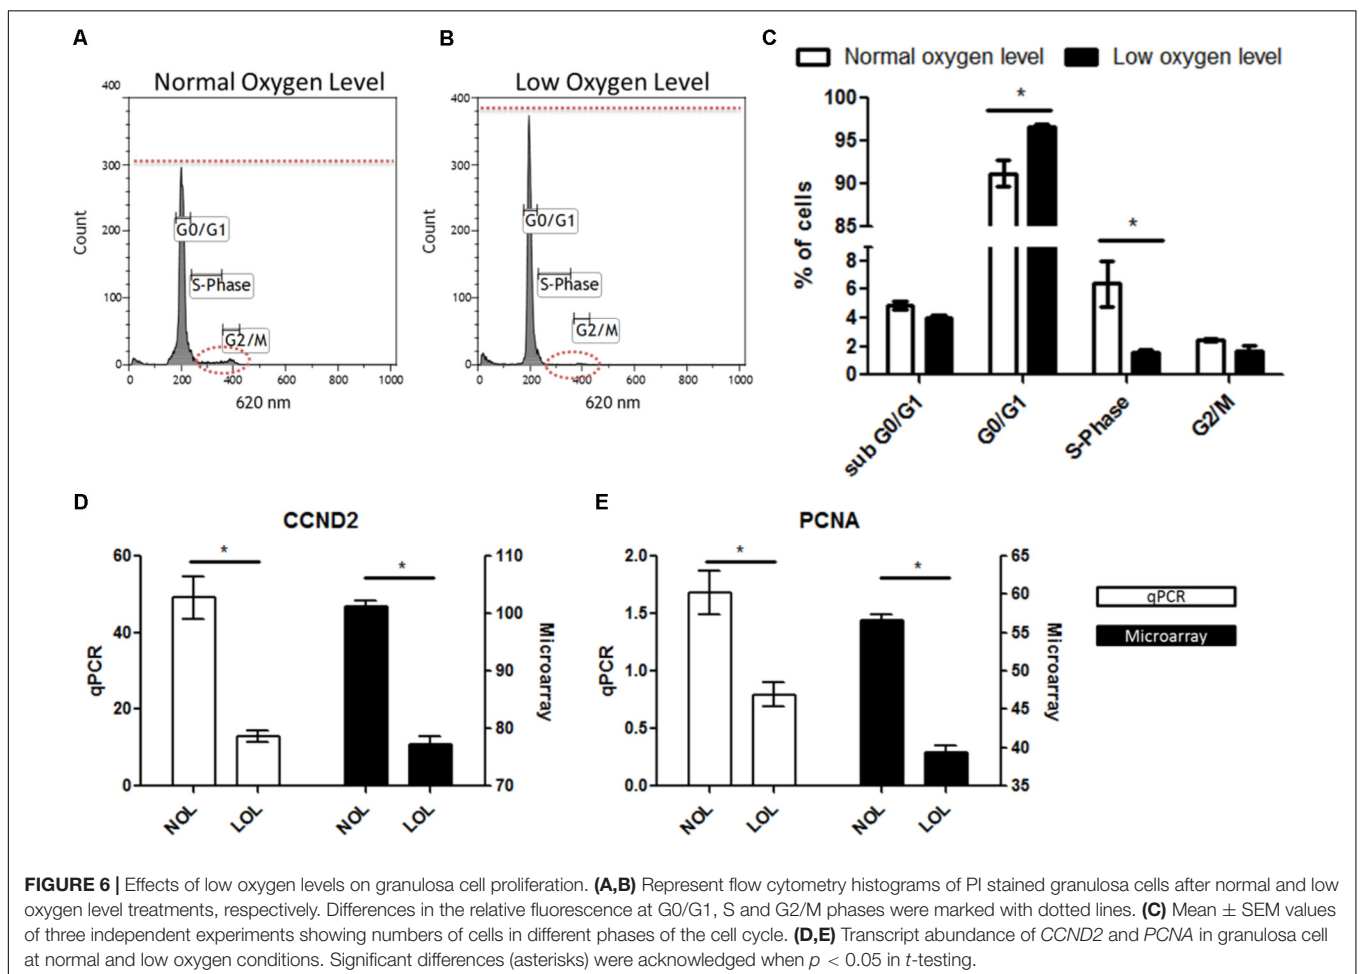 A
B
C
Normal oxygen level
Low oxygen level
Normal Oxygen Level
400
300
200
100
0
Count
G0/G1
S-Phase
G2/M
0
200
400
600
800
1000
620 nm
Low Oxygen Level
400
300
200
100
0
Count
G0/G1
S-Phase
G2/M
0
200
400
600
800
1000
620 nm
% of cells
100
95
90
85
8
6
4
2
0
*
*
sub G0/G1
G0/G1
S-Phase
G2/M
D
CCND2
qPCR
60
40
20
0
*
*
110
100
90
80
70
Microarray
NOL
LOL
NOL
LOL
E
PCNA
qPCR
2.0
1.5
1.0
0.5
0.0
*
*
65
60
55
50
45
40
35
Microarray
NOL
LOL
NOL
LOL
qPCR
Microarray
FIGURE 6 | Effects of low oxygen levels on granulosa cell proliferation. (A,B) Represent flow cytometry histograms of PI stained granulosa cells after normal and low
oxygen level treatments, respectively. Differences in the relative fluorescence at G0/G1, S and G2/M phases were marked with dotted lines. (C) Mean ± SEM values
of three independent experiments showing numbers of cells in different phases of the cell cycle. (D,E) Transcript abundance of CCND2 and PCNA in granulosa cell
at normal and low oxygen conditions. Significant differences (asterisks) were acknowledged when p < 0.05 in t-testing.